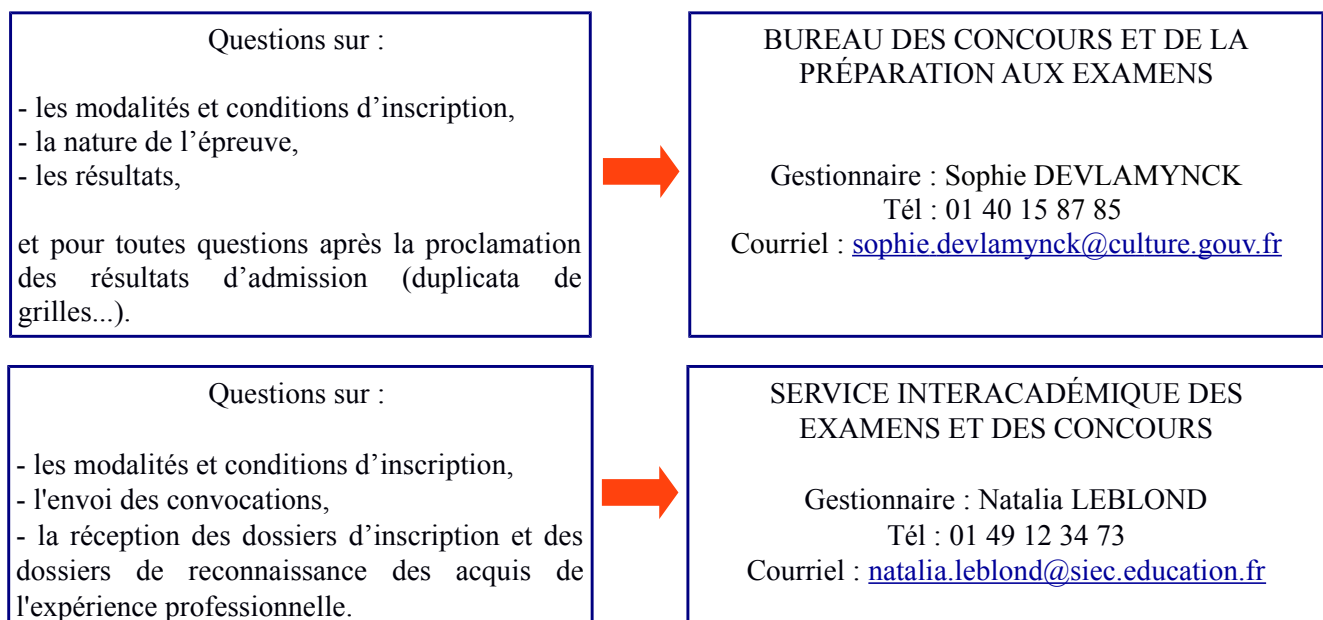 Questions sur :
- les modalités et conditions d’inscription,
- la nature de l’épreuve,
- les résultats,
et pour toutes questions après la proclamation
des résultats d’admission (duplicata de
grilles...).
BUREAU DES CONCOURS ET DE LA
PRÉPARATION AUX EXAMENS
Gestionnaire : Sophie DEVLAMYNCK
Tél : 01 40 15 87 85
Courriel : sophie.devlamynck@culture.gouv.fr
Questions sur :
- les modalités et conditions d’inscription,
- l'envoi des convocations,
- la réception des dossiers d’inscription et des
dossiers de reconnaissance des acquis de
l'expérience professionnelle.
SERVICE INTERACADÉMIQUE DES
EXAMENS ET DES CONCOURS
Gestionnaire : Natalia LEBLOND
Tél : 01 49 12 34 73
Courriel : natalia.leblond@siec.education.fr